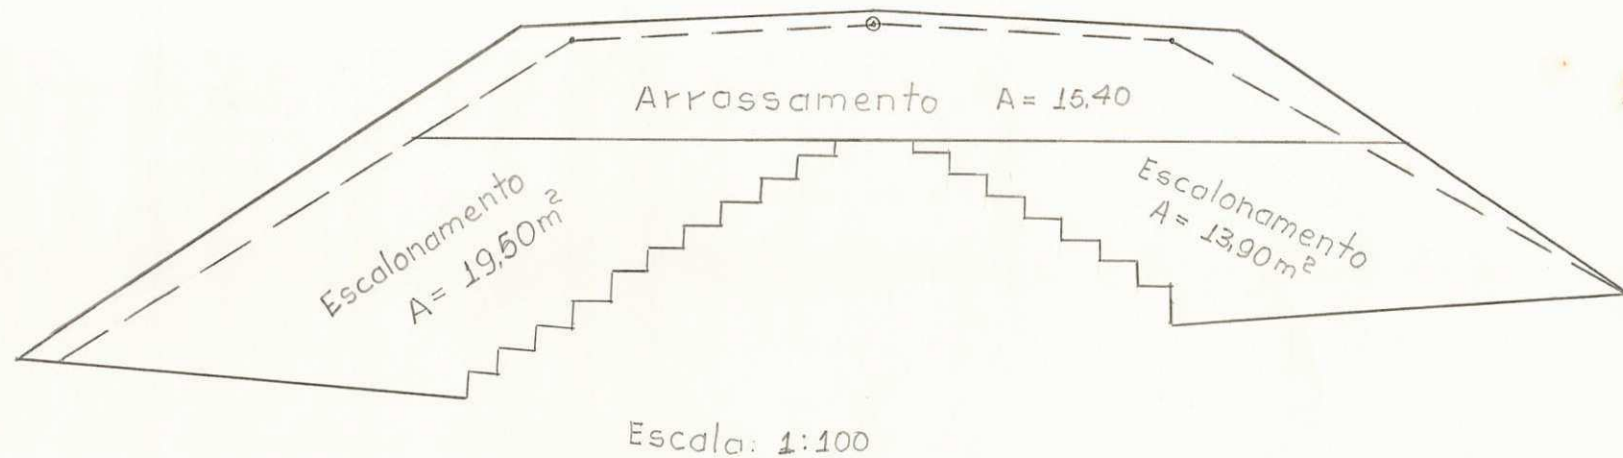 Arrassamento A = 15,40
Escalonamento
A = 19,50m²
Escalonamento
A = 13,90m²
Escala: 1:100